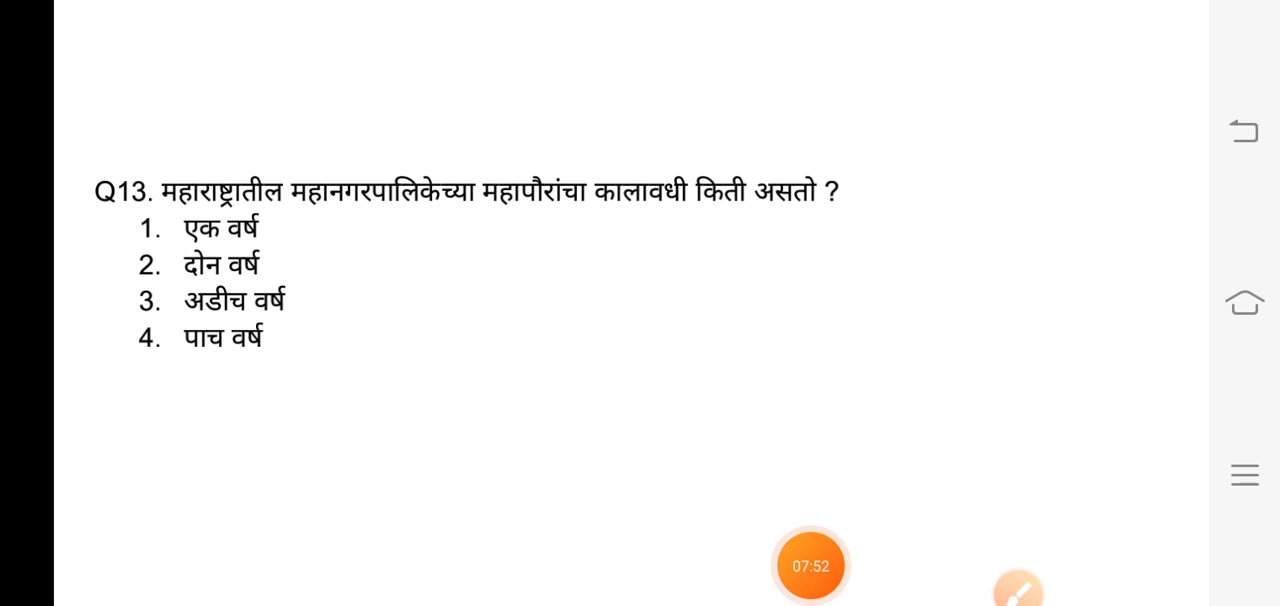 Q13. महाराष्ट्रातील महानगरपालिकेच्या महापौरांचा कालावधी किती असतो ?
1. एक वर्ष
2. दोन वर्ष
3. अडीच वर्ष
4. पाच वर्ष
07:52